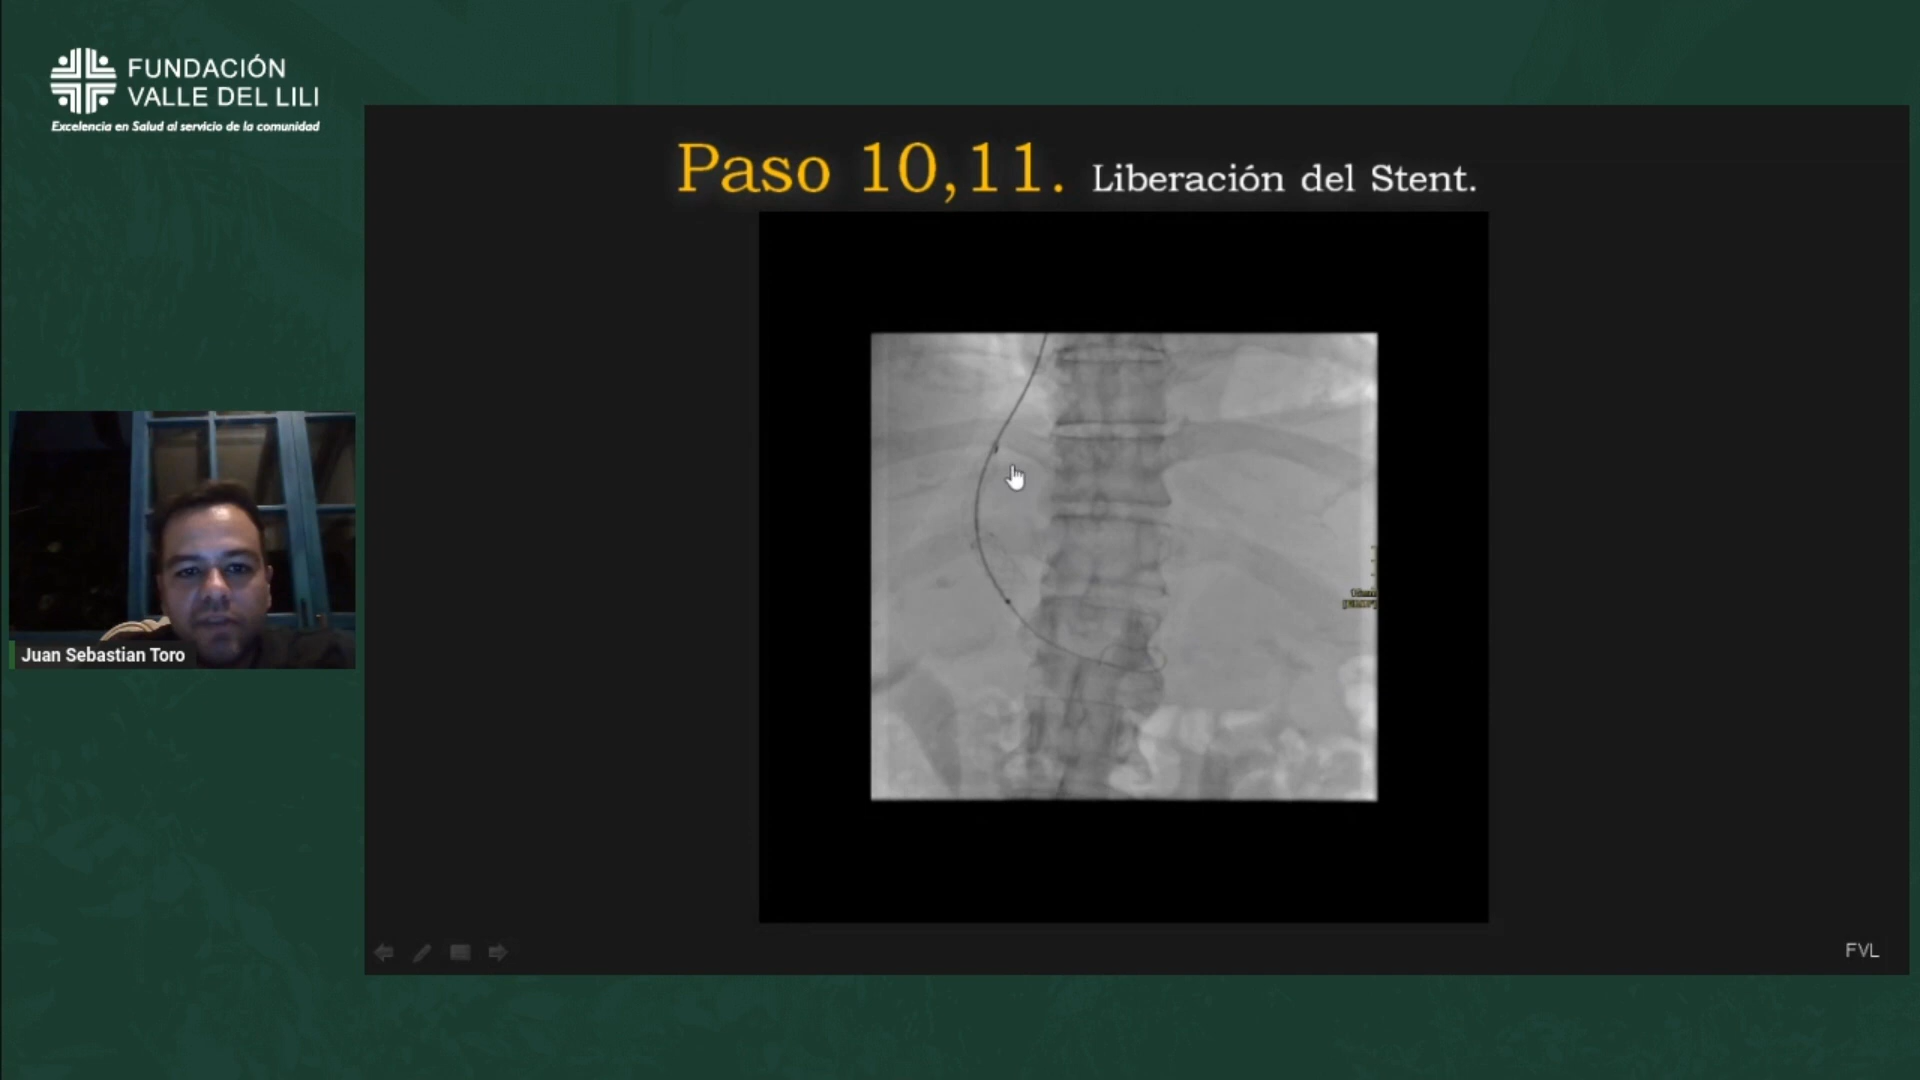 FUNDACIÓN
VALLE DEL LILI
Excelencia en Salud al servicio de la comunidad
Paso 10,11. Liberación del Stent.
Juan Sebastian Toro
FVL